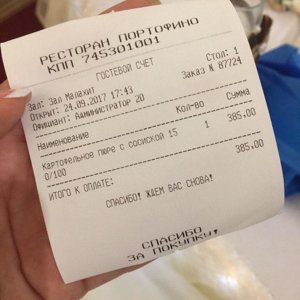 РЕСТОРАН ПОРТОФИНО
КПП 745301001
ГОСТЕВОЙ СЧЕТ
Зал: Зал Малахит Стол: 1
Открыт: 24.09.2017 17:43 Заказ № 87724
Официант: Администратор 20
Наименование Кол-во Сумма
Картофельное пюре с сосиской 15 1 385.00
0/100
ИТОГО К ОПЛАТЕ: 385.00
СПАСИБО! ЖДЕМ ВАС СНОВА!
СПАСИБО
ЗА ПОКУПКУ!